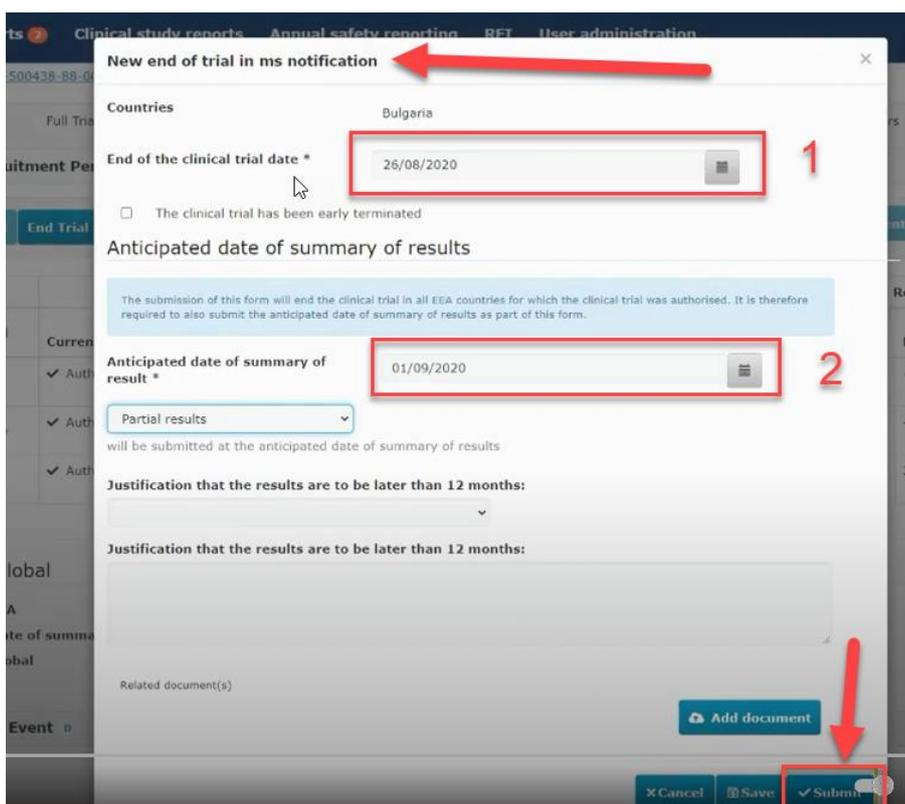 ts 2 Clinical study reports Annual safety reporting RFI User administration
New end of trial in ms notification ×
500438-88-0
Countries
Bulgaria
Full Tria
rs
uitment Per
End of the clinical trial date *
26/08/2020
1
The clinical trial has been early terminated
End Trial
ent
Anticipated date of summary of results
The submission of this form will end the clinical trial in all EEA countries for which the clinical trial was authorised. It is therefore
required to also submit the anticipated date of summary of results as part of this form.
Re
Curren
Anticipated date of summary of
result *
01/09/2020
2
Auth
Partial results
Auth
will be submitted at the anticipated date of summary of results
Auth
Justification that the results are to be later than 12 months:
Justification that the results are to be later than 12 months:
lobal
A
ate of summa
obal
Related document(s)
Add document
Event
Cancel Save Submit